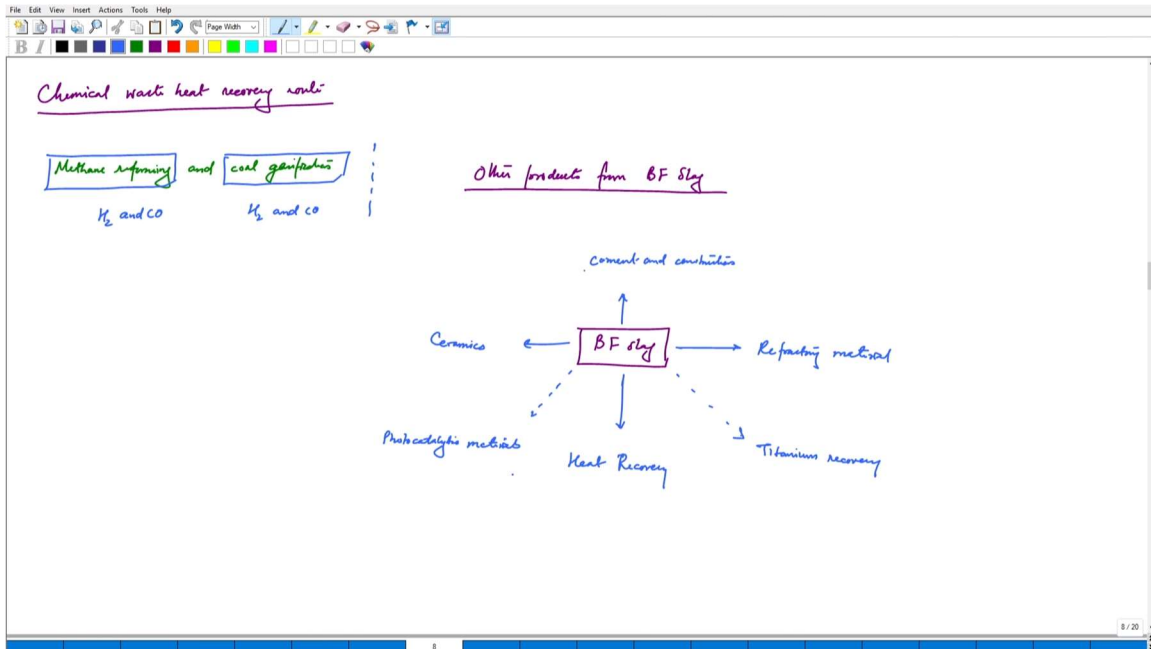 File Edit View Insert Actions Tools Help
Page Width
B I
Chemical waste heat recovery route
Methane reforming and coal gasification
H2 and CO H2 and CO
Other products from BF Slag
Cement and construction
Ceramics BF slag Refractory material
Photocatalytic materials Heat Recovery Titanium recovery
8 / 20
8